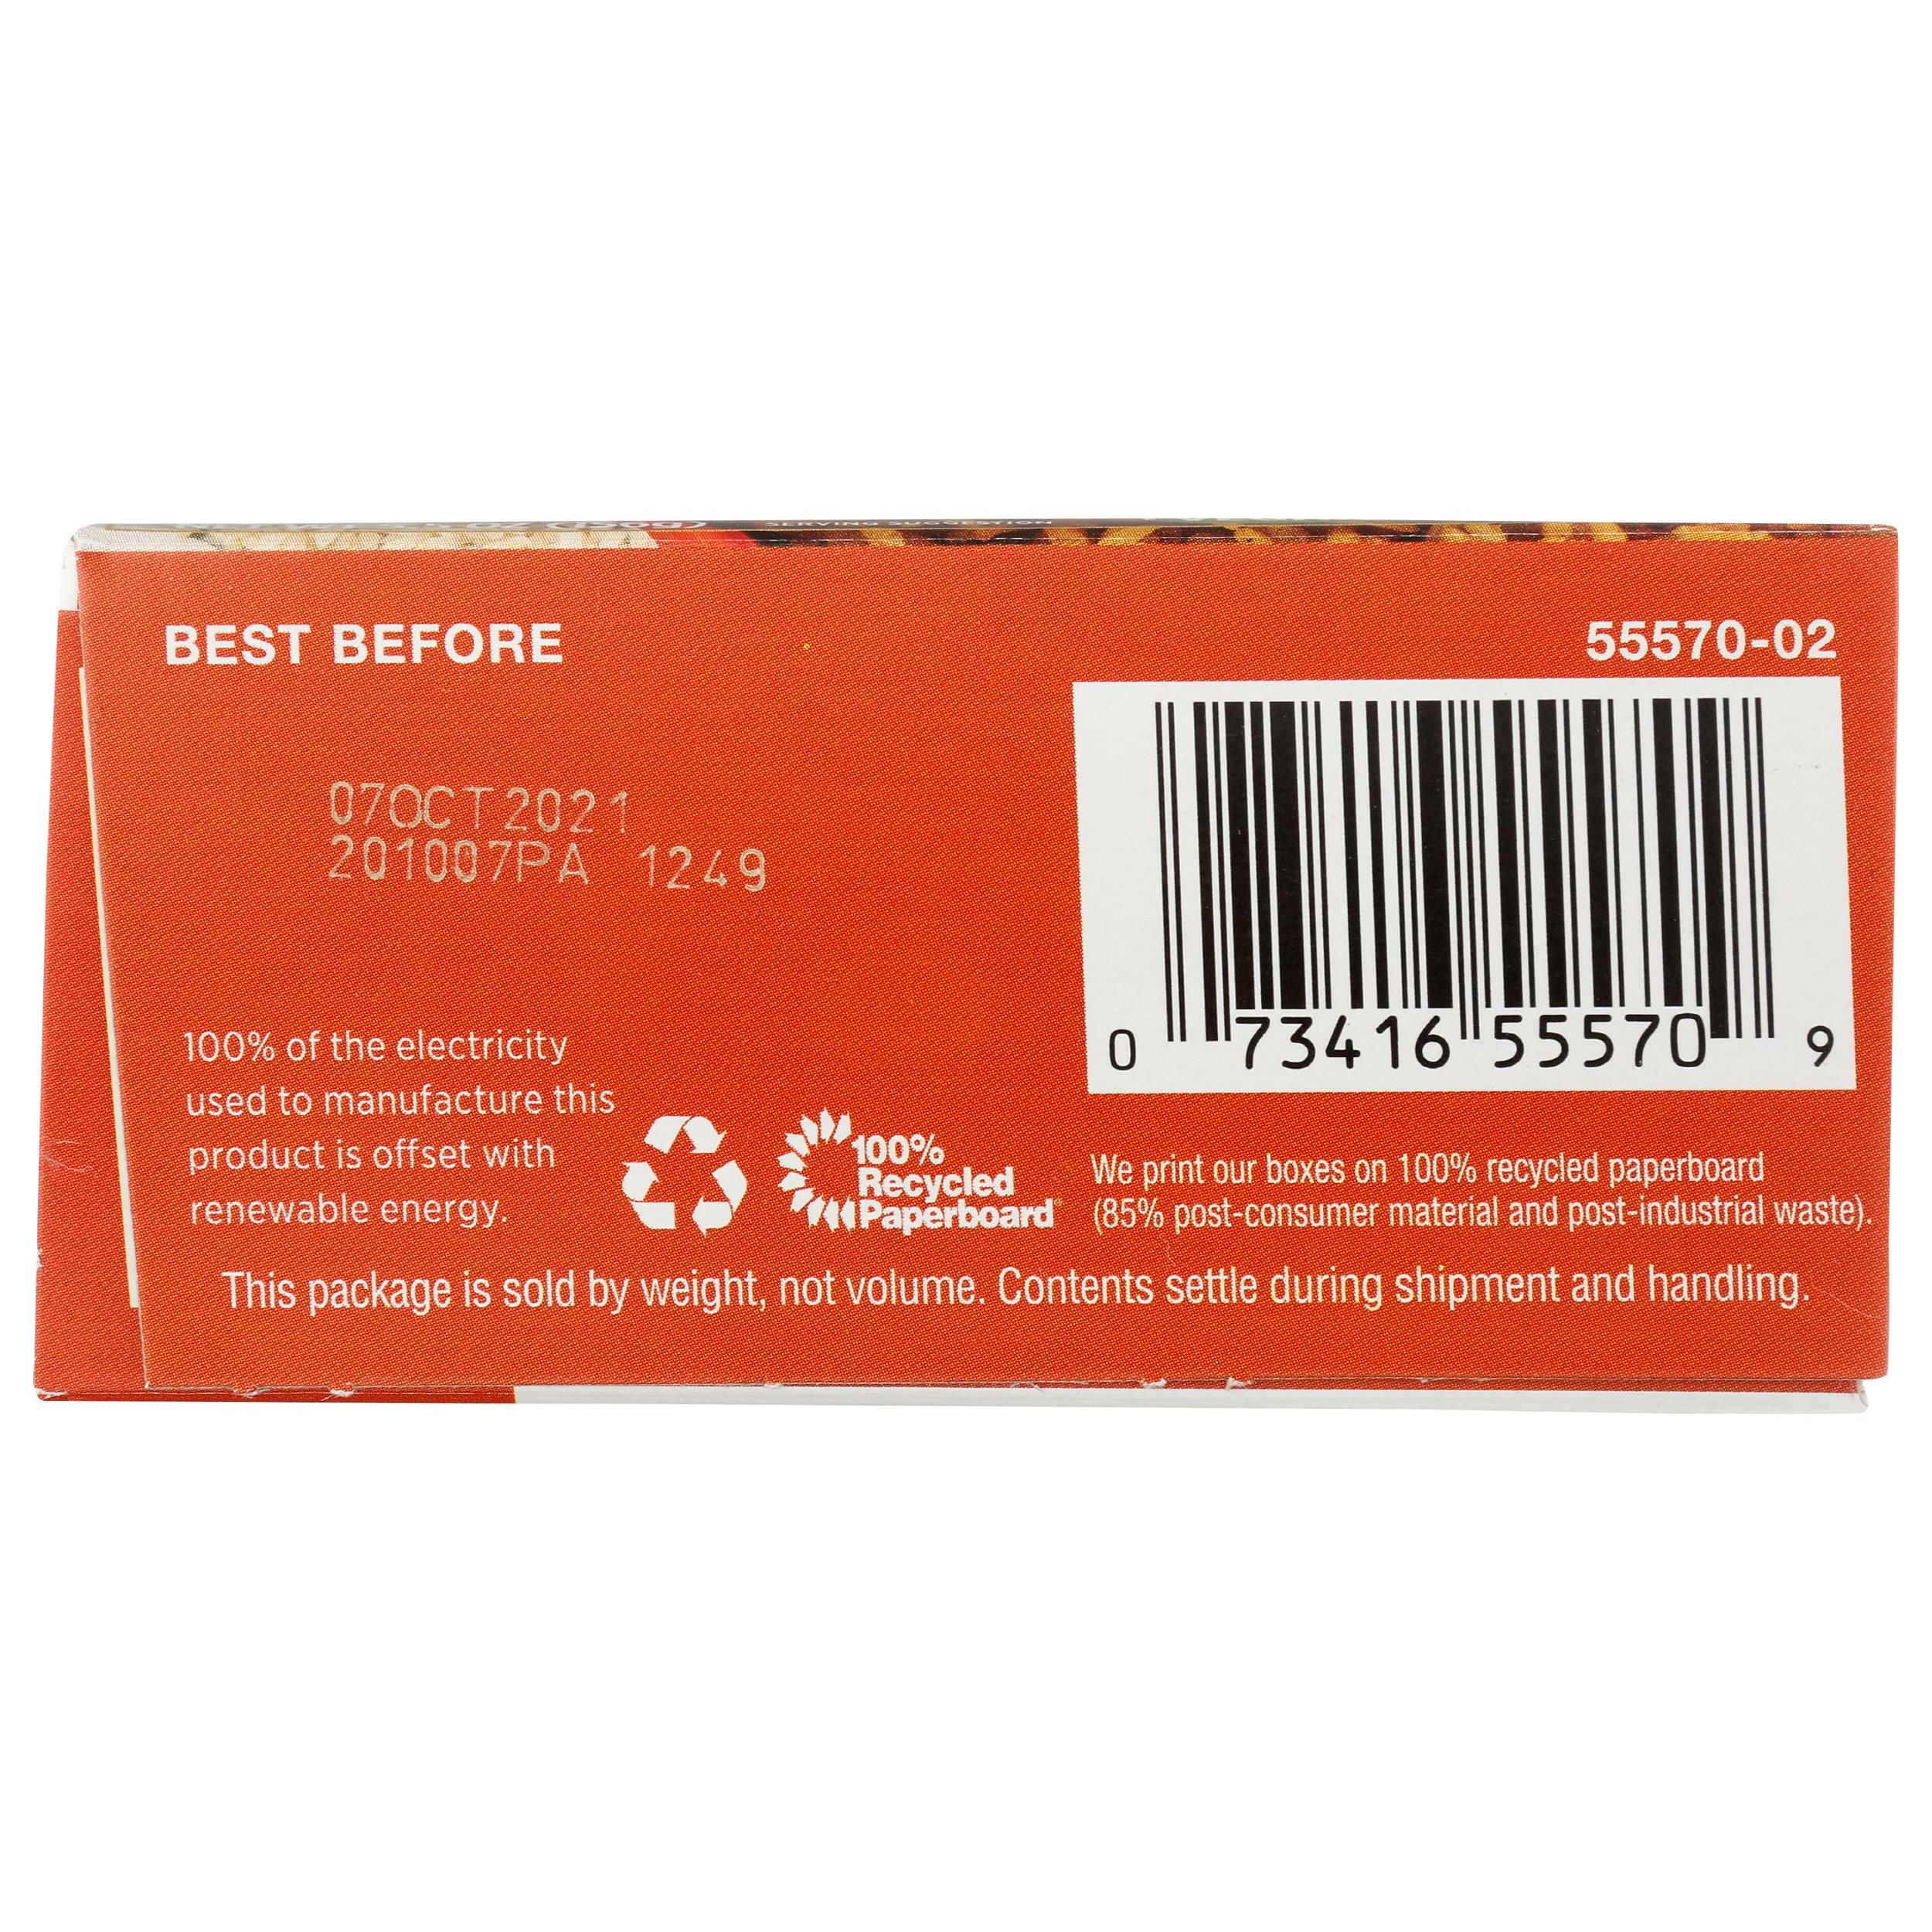 SERVING SUGGESTION
BEST BEFORE
55570-02
07OCT2021
201007PA 1249
0 73416 55570 9
100% of the electricity
used to manufacture this
product is offset with
renewable energy.
100%
Recycled
Paperboard
We print our boxes on 100% recycled paperboard
(85% post-consumer material and post-industrial waste).
This package is sold by weight, not volume. Contents settle during shipment and handling.